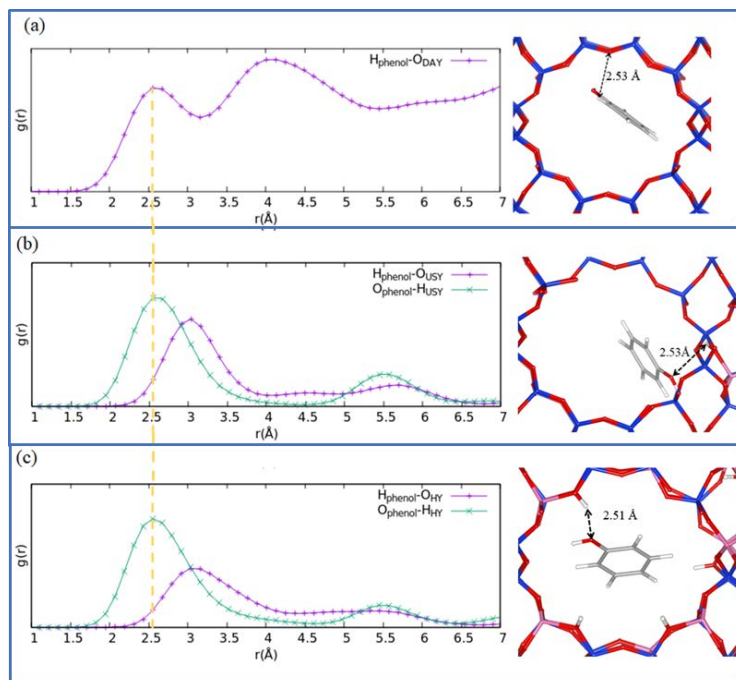 (a)
g(r)
Hphenol-ODAY
2.53 Å
1 1.5 2 2.5 3 3.5 4 4.5 5 5.5 6 6.5 7
r(Å)
(b)
g(r)
Hphenol-OUSY
Ophenol-HUSY
2.53Å
1 1.5 2 2.5 3 3.5 4 4.5 5 5.5 6 6.5 7
r(Å)
(c)
g(r)
Hphenol-OHY
Ophenol-HHY
2.51 Å
1 1.5 2 2.5 3 3.5 4 4.5 5 5.5 6 6.5 7
r(Å)